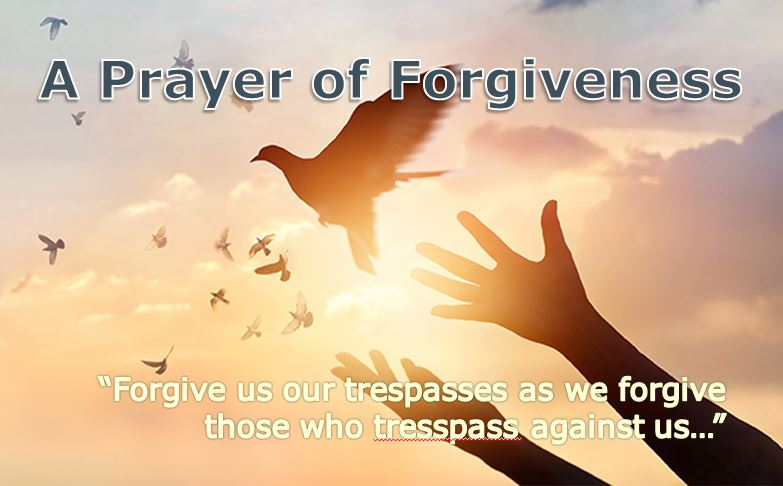 A Prayer of Forgiveness
“Forgive us our trespasses as we forgive
those who tresspass against us...”